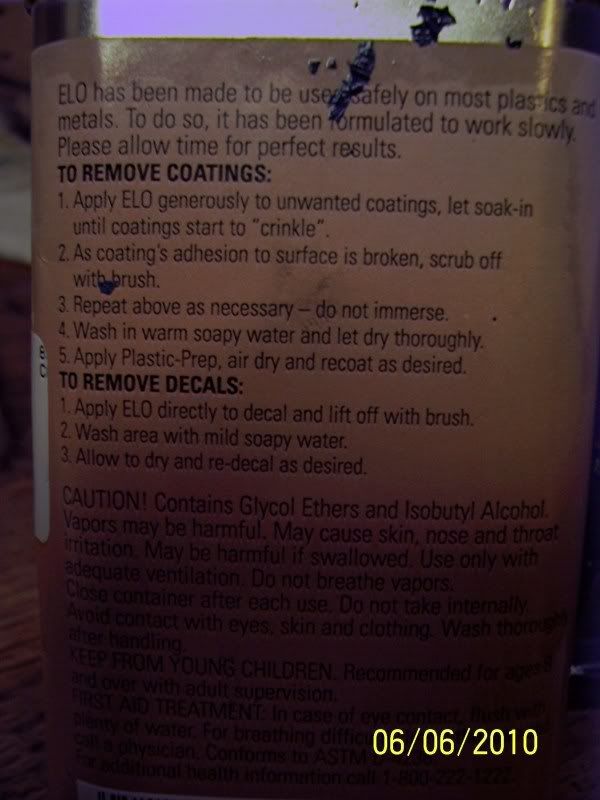 ELO has been made to be used safely on most plastics and
metals. To do so, it has been formulated to work slowly.
Please allow time for perfect results.
TO REMOVE COATINGS:
1. Apply ELO generously to unwanted coatings, let soak-in
until coatings start to "crinkle".
2. As coating's adhesion to surface is broken, scrub off
with brush.
3. Repeat above as necessary – do not immerse.
4. Wash in warm soapy water and let dry thoroughly.
5. Apply Plastic-Prep, air dry and recoat as desired.
TO REMOVE DECALS:
1. Apply ELO directly to decal and lift off with brush.
2. Wash area with mild soapy water.
3. Allow to dry and re-decal as desired.
CAUTION! Contains Glycol Ethers and Isobutyl Alcohol.
Vapors may be harmful. May cause skin, nose and throat
irritation. May be harmful if swallowed. Use only with
adequate ventilation. Do not breathe vapors.
Close container after each use. Do not take internally.
Avoid contact with eyes, skin and clothing. Wash thoroughly
after handling.
KEEP FROM YOUNG CHILDREN. Recommended for ages 8
and over with adult supervision.
FIRST AID TREATMENT: In case of eye contact, flush with
plenty of water. For breathing
call a physician. Conforms to ASTM
For additional health information call 1-800-222-1222.
06/06/2010